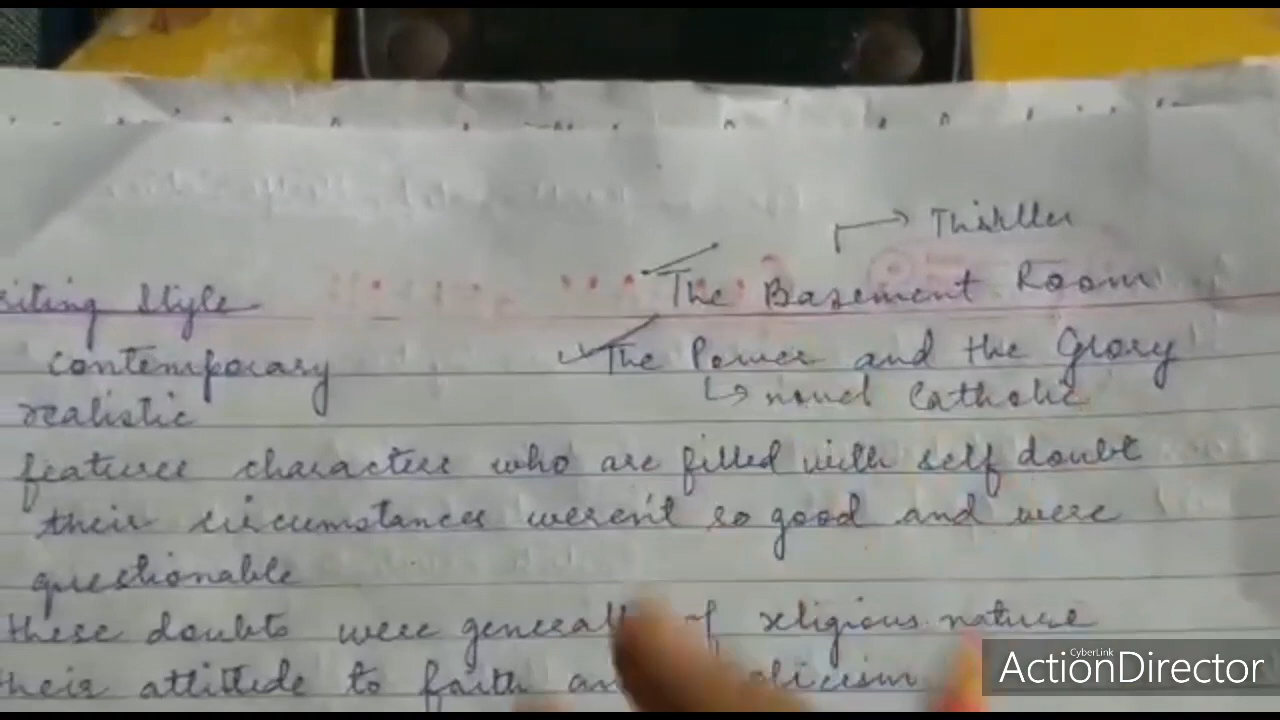 Thriller
The Basement Room
riting Style
The Power and the Glory
contemporary
novel Catholic
realistic
features characters who are filled with self doubt
their circumstances weren't so good and were
questionable
these doubts were generally of religious nature
their attitude to faith
CyberLink
ActionDirector